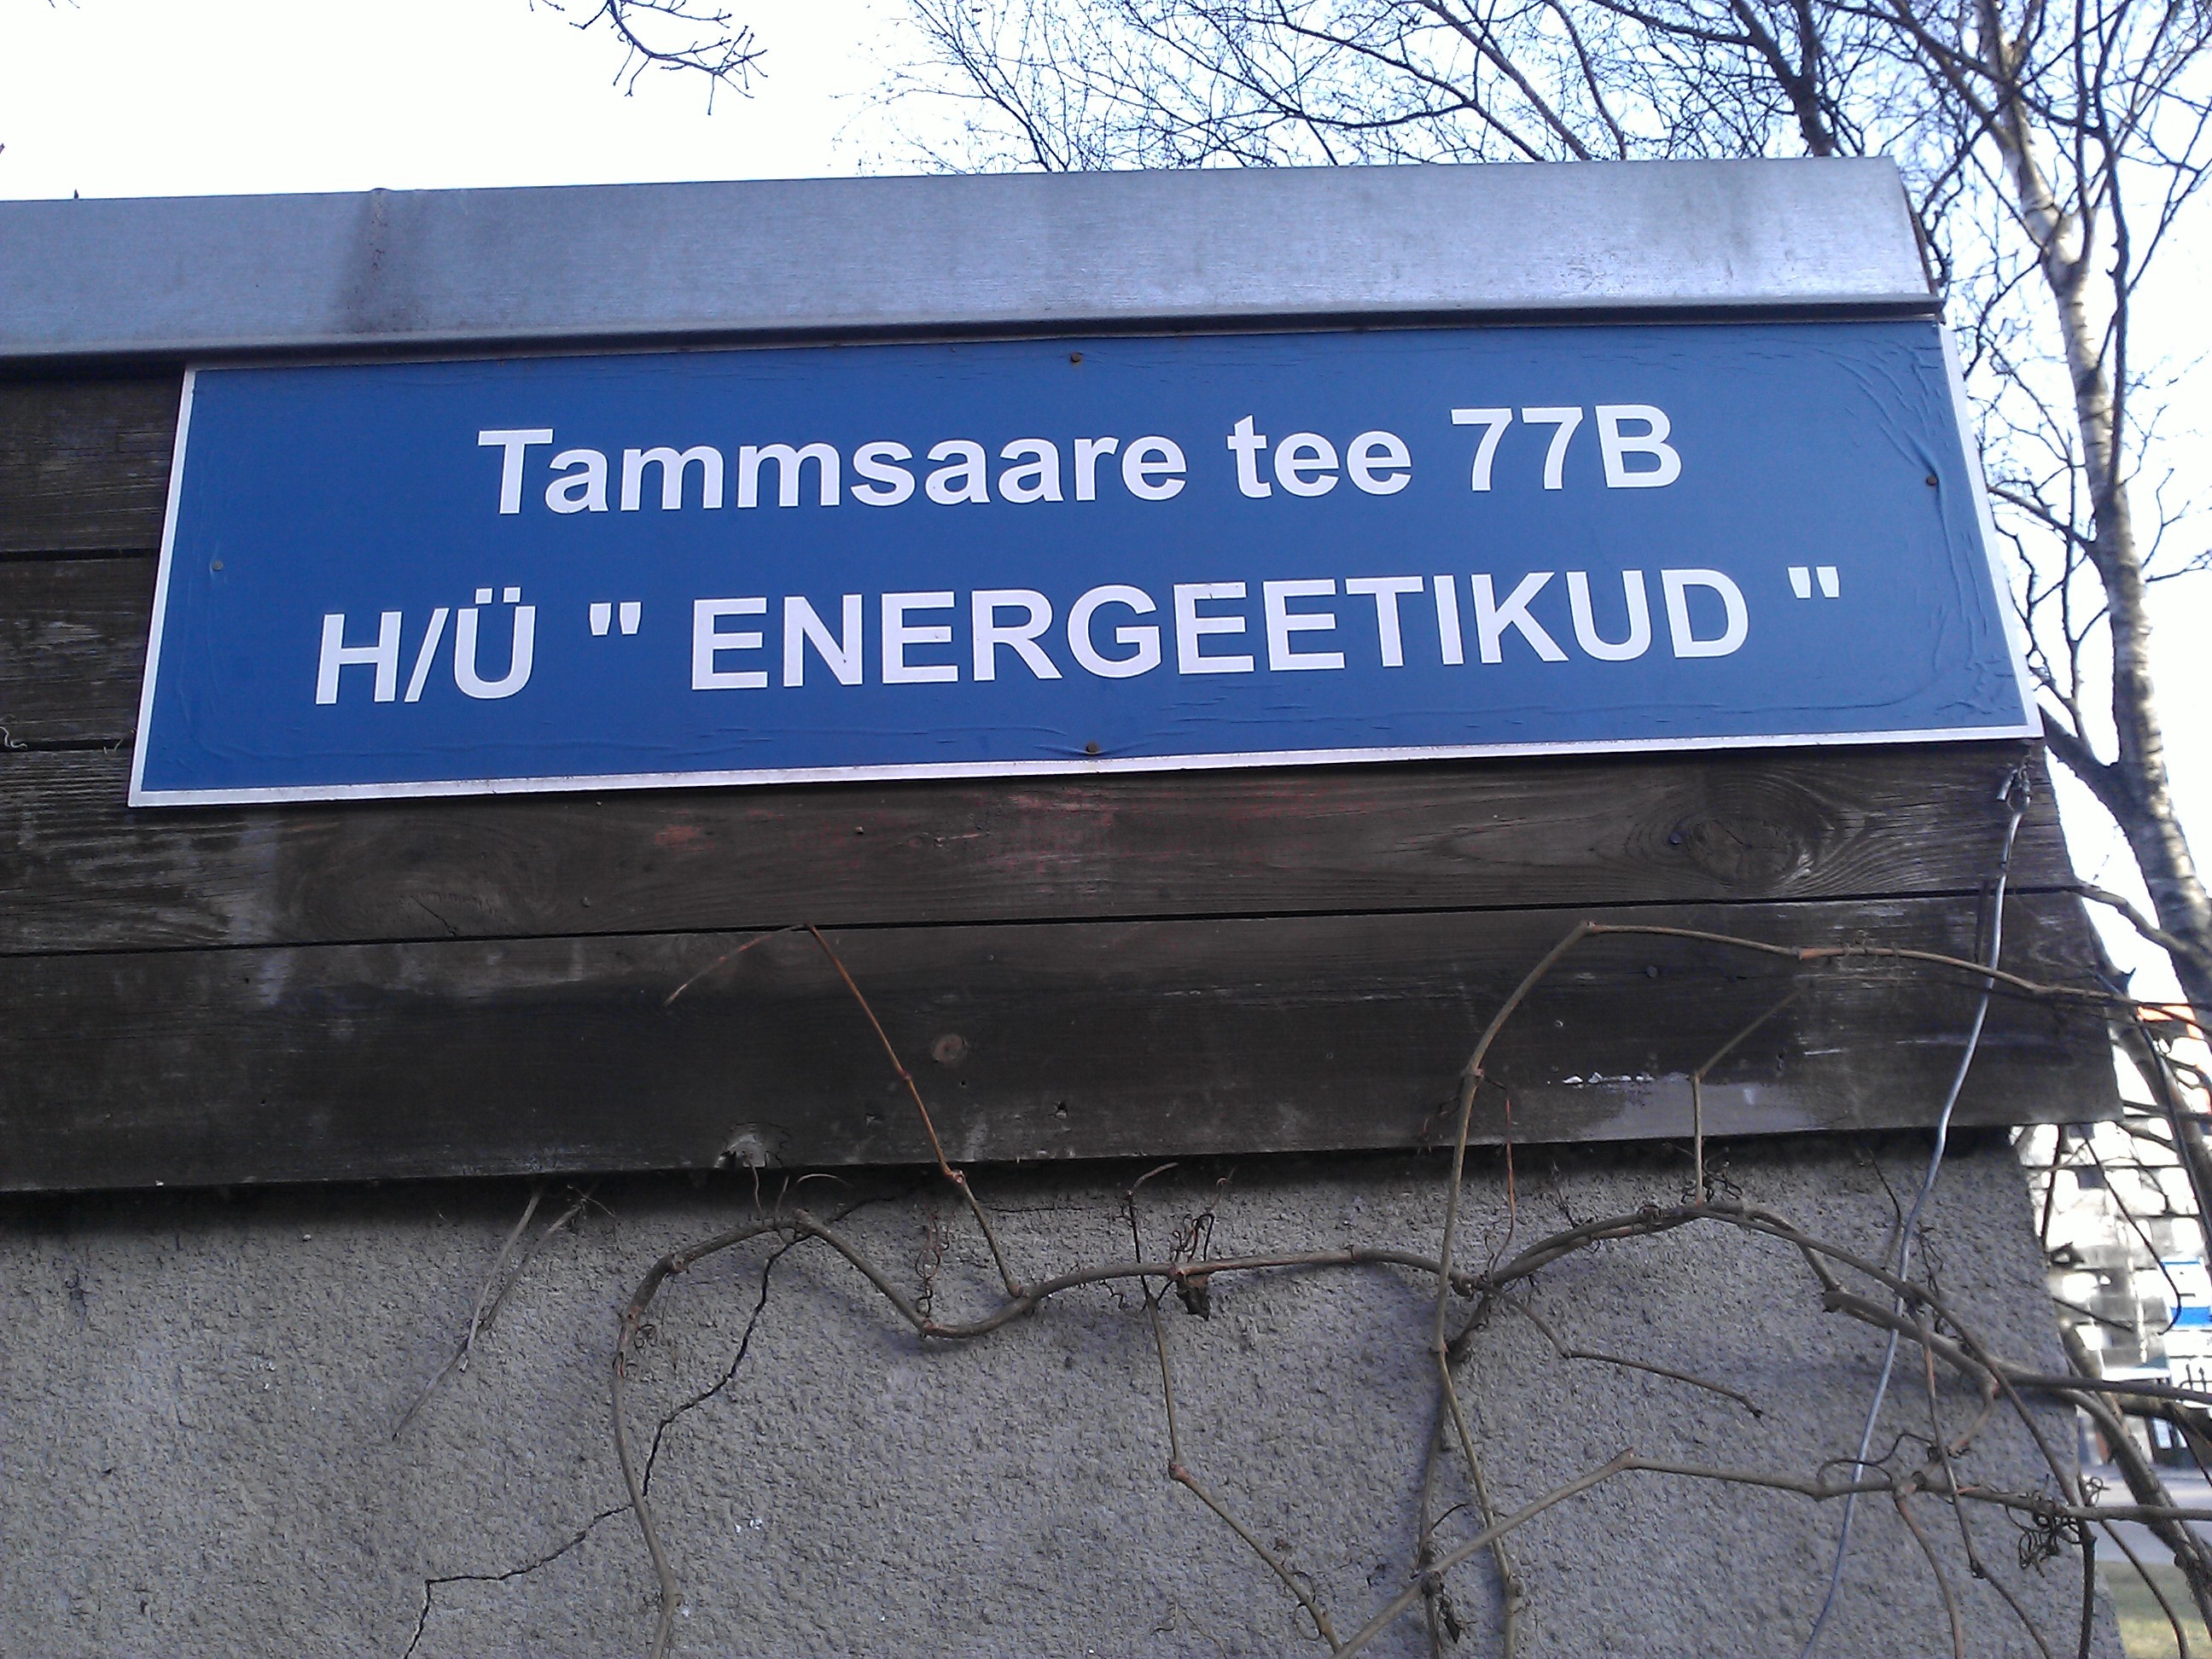 Tammsaare tee 77B
H/Ü " ENERGEETIKUD "